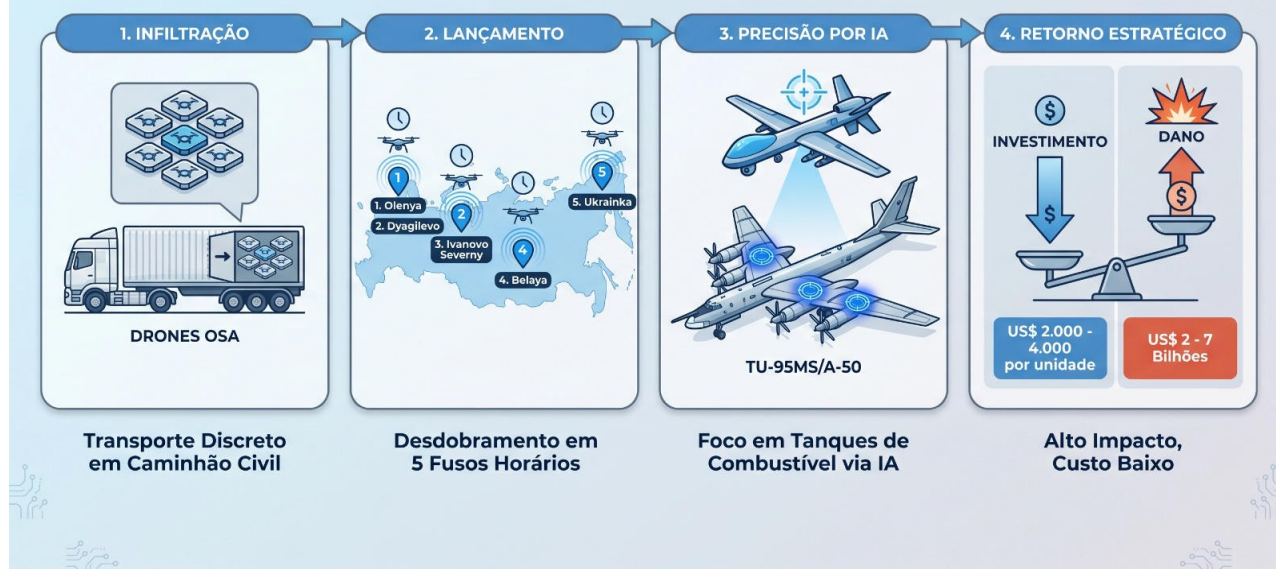 1. INFILTRAÇÃO
DRONES OSA
Transporte Discreto
em Caminhão Civil
2. LANÇAMENTO
1
1. Olenya
2. Dyagilevo
2
3. Ivanovo
Severny
4
4. Belaya
5
5. Ukrainka
Desdobramento em
5 Fusos Horários
3. PRECISÃO POR IA
TU-95MS/A-50
Foco em Tanques de
Combustível via IA
4. RETORNO ESTRATÉGICO
$
INVESTIMENTO
$
US$ 2.000 -
4.000
por unidade
DANO
$
US$ 2 - 7
Bilhões
Alto Impacto,
Custo Baixo